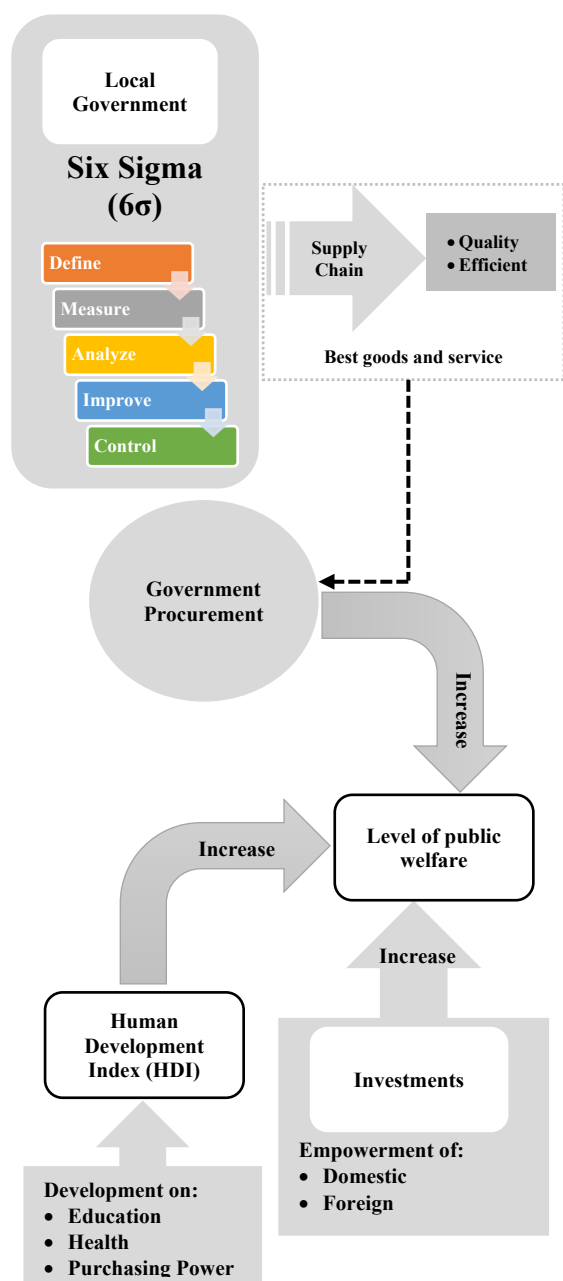 Local
Government
Six Sigma
(6σ)
Define
Measure
Analyze
Improve
Control
Supply
Chain
• Quality
• Efficient
Best goods and service
Government
Procurement
Increase
Level of public
welfare
Increase
Increase
Human
Development
Index (HDI)
Investments
Empowerment of:
• Domestic
• Foreign
Development on:
• Education
• Health
• Purchasing Power